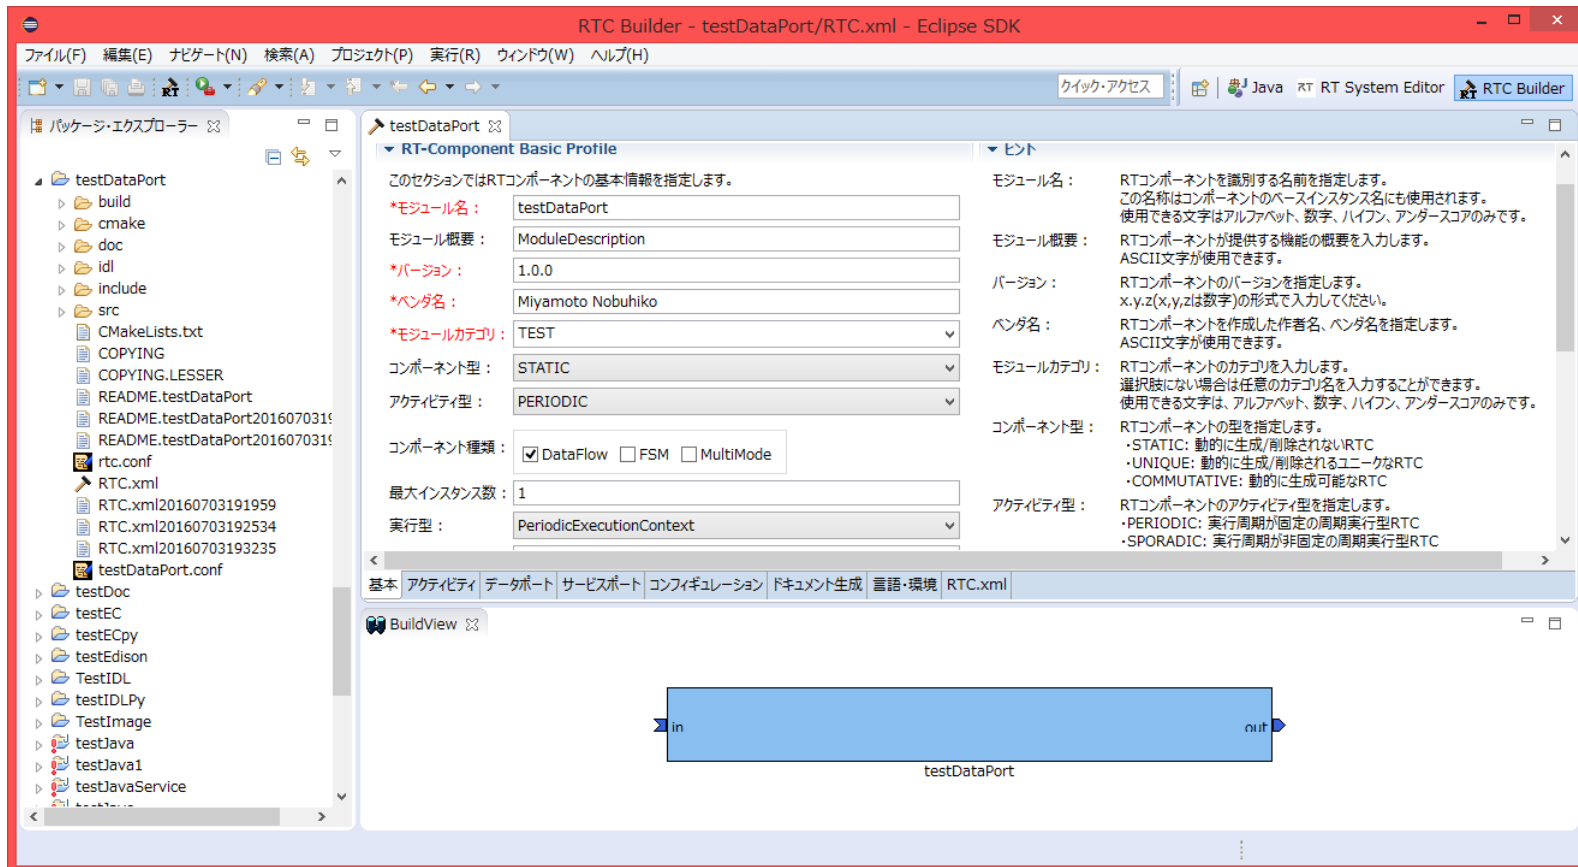 RTC Builder - testDataPort/RTC.xml - Eclipse SDK
ファイル(F) 編集(E) ナビゲート(N) 検索(A) プロジェクト(P) 実行(R) ウィンドウ(W) ヘルプ(H)
クイック・アクセス Java RT RT System Editor RT RTC Builder
パッケージ・エクスプローラー
testDataPort
build
cmake
doc
idl
include
src
CMakeLists.txt
COPYING
COPYING.LESSER
README.testDataPort
README.testDataPort2016070319
README.testDataPort2016070319
rtc.conf
RTC.xml
RTC.xml20160703191959
RTC.xml20160703192534
RTC.xml20160703193235
testDataPort.conf
testDoc
testEC
testECpy
testEdison
TestIDL
testIDLPy
TestImage
testJava
testJava1
testJavaService
testDataPort
RT-Component Basic Profile
このセクションではRTコンポーネントの基本情報を指定します。
*モジュール名： testDataPort
モジュール概要： ModuleDescription
*バージョン： 1.0.0
*ベンダ名： Miyamoto Nobuhiko
*モジュールカテゴリ： TEST
コンポーネント型： STATIC
アクティビティ型： PERIODIC
コンポーネント種類： DataFlow FSM MultiMode
最大インスタンス数： 1
実行型： PeriodicExecutionContext
ヒント
モジュール名： RTコンポーネントを識別する名前を指定します。
この名称はコンポーネントのベースインスタンス名にも使用されます。
使用できる文字はアルファベット、数字、ハイフン、アンダースコアのみです。
モジュール概要： RTコンポーネントが提供する機能の概要を入力します。
ASCII文字が使用できます。
バージョン： RTコンポーネントのバージョンを指定します。
x.y.z(x,y,zは数字)の形式で入力してください。
ベンダ名： RTコンポーネントを作成した作者名、ベンダ名を指定します。
ASCII文字が使用できます。
モジュールカテゴリ： RTコンポーネントのカテゴリを入力します。
選択肢にない場合は任意のカテゴリ名を入力することができます。
使用できる文字は、アルファベット、数字、ハイフン、アンダースコアのみです。
コンポーネント型： RTコンポーネントの型を指定します。
・STATIC: 動的に生成/削除されないRTC
・UNIQUE: 動的に生成/削除されるユニークなRTC
・COMMUTATIVE: 動的に生成可能なRTC
アクティビティ型： RTコンポーネントのアクティビティ型を指定します。
・PERIODIC: 実行周期が固定の周期実行型RTC
・SPORADIC: 実行周期が非固定の周期実行型RTC
基本 アクティビティ データポート サービスポート コンフィギュレーション ドキュメント生成 言語・環境 RTC.xml
BuildView
in out
testDataPort